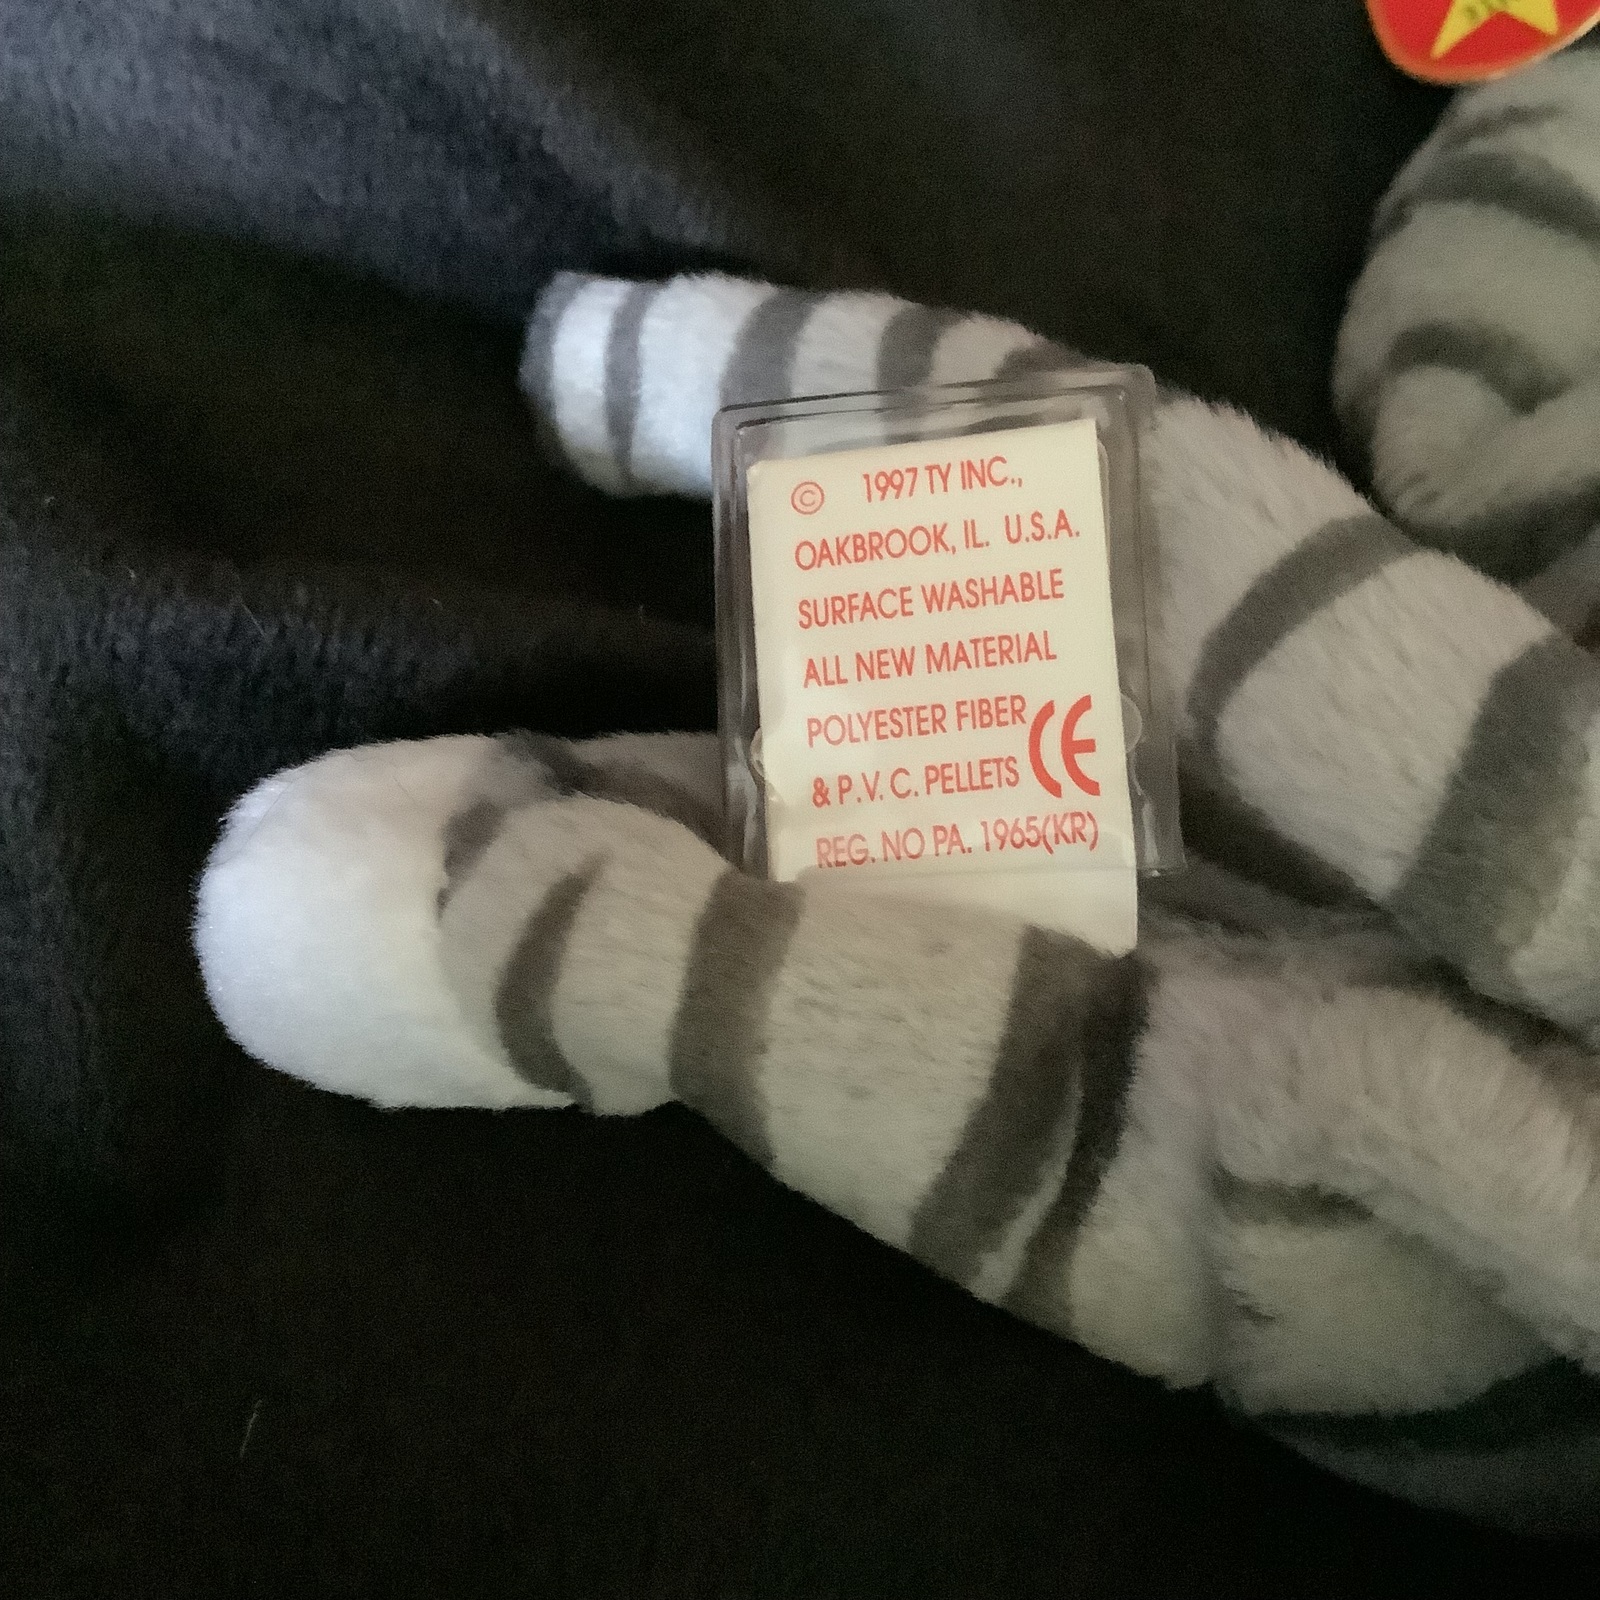 © 1997 TY INC.,
OAKBROOK, IL. U.S.A.
SURFACE WASHABLE
ALL NEW MATERIAL
POLYESTER FIBER
& P.V.C. PELLETS CE
REG. NO PA. 1965(KR)